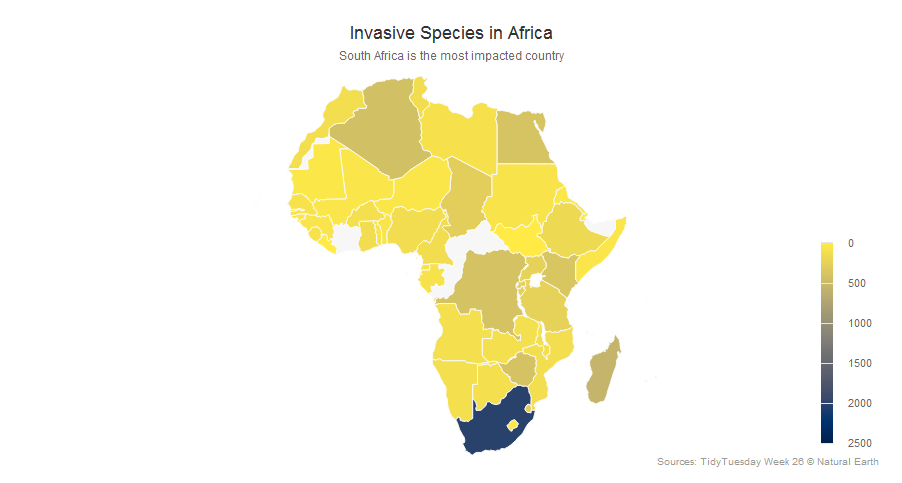 Invasive Species in Africa
South Africa is the most impacted country
0
500
1000
1500
2000
2500
Sources: TidyTuesday Week 26 © Natural Earth